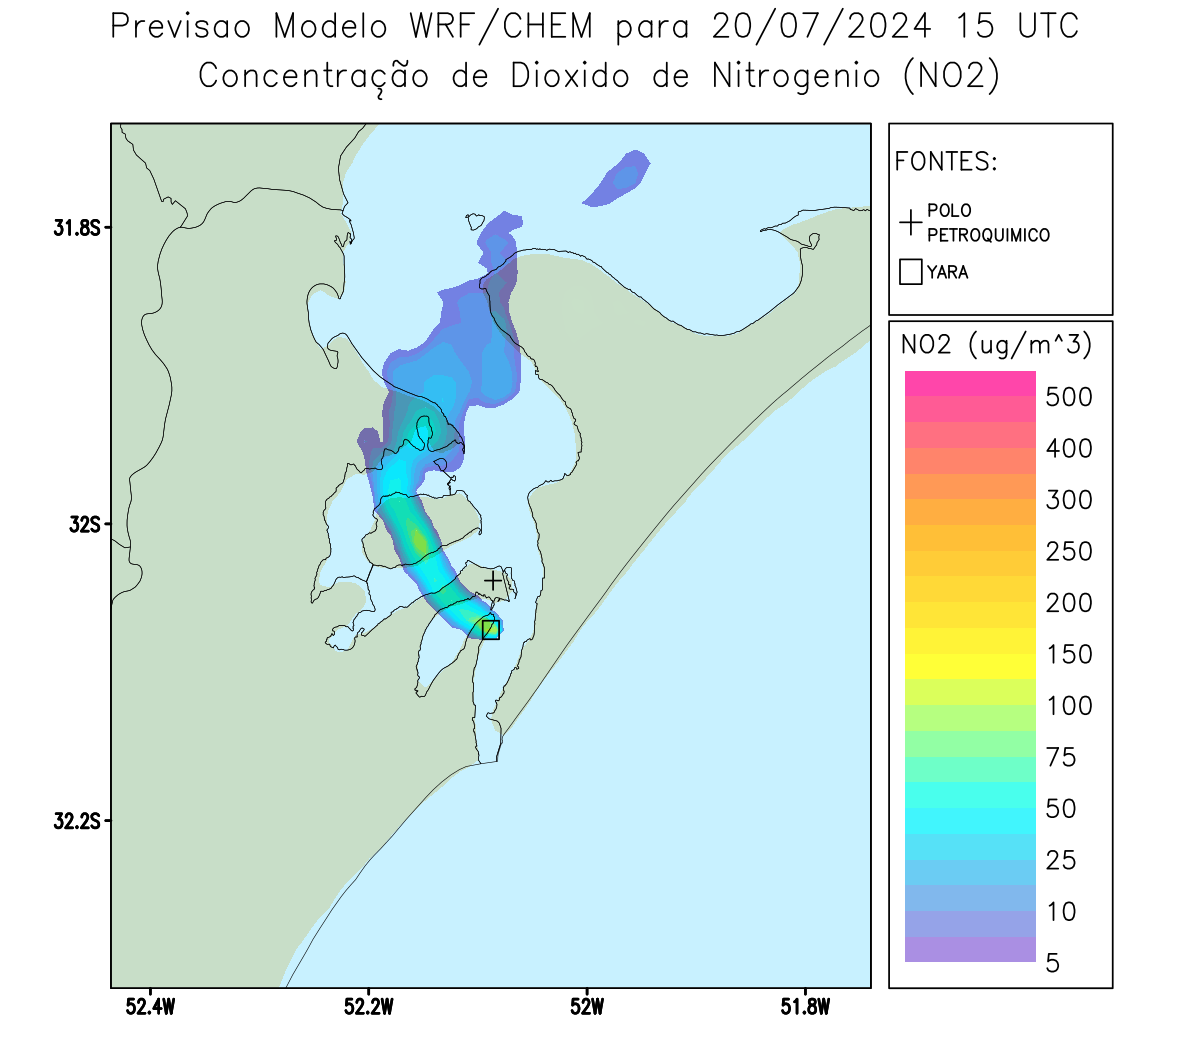 Previsao Modelo WRF/CHEM para 20/07/2024 15 UTC
Concentração de Dioxido de Nitrogenio (NO2)
FONTES:
POLO
PETROQUIMICO
YARA
NO2 (ug/m^3)
500
400
300
250
200
150
100
75
50
25
10
5
31.8S
32S
32.2S
52.4W
52.2W
52W
51.8W